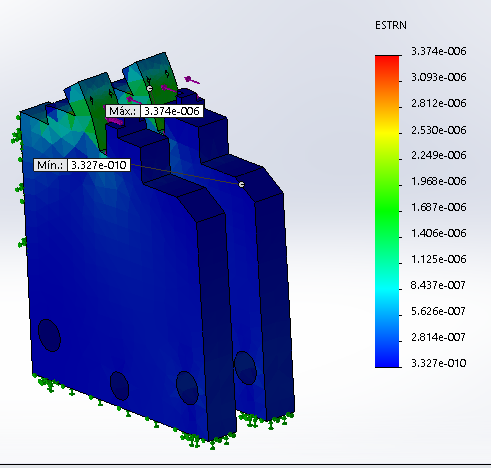 ESTRN
3.374e-006
3.093e-006
2.812e-006
2.530e-006
2.249e-006
1.968e-006
1.687e-006
1.406e-006
1.125e-006
8.437e-007
5.626e-007
2.814e-007
3.327e-010
Máx.: 3.374e-006
Mín.: 3.327e-010